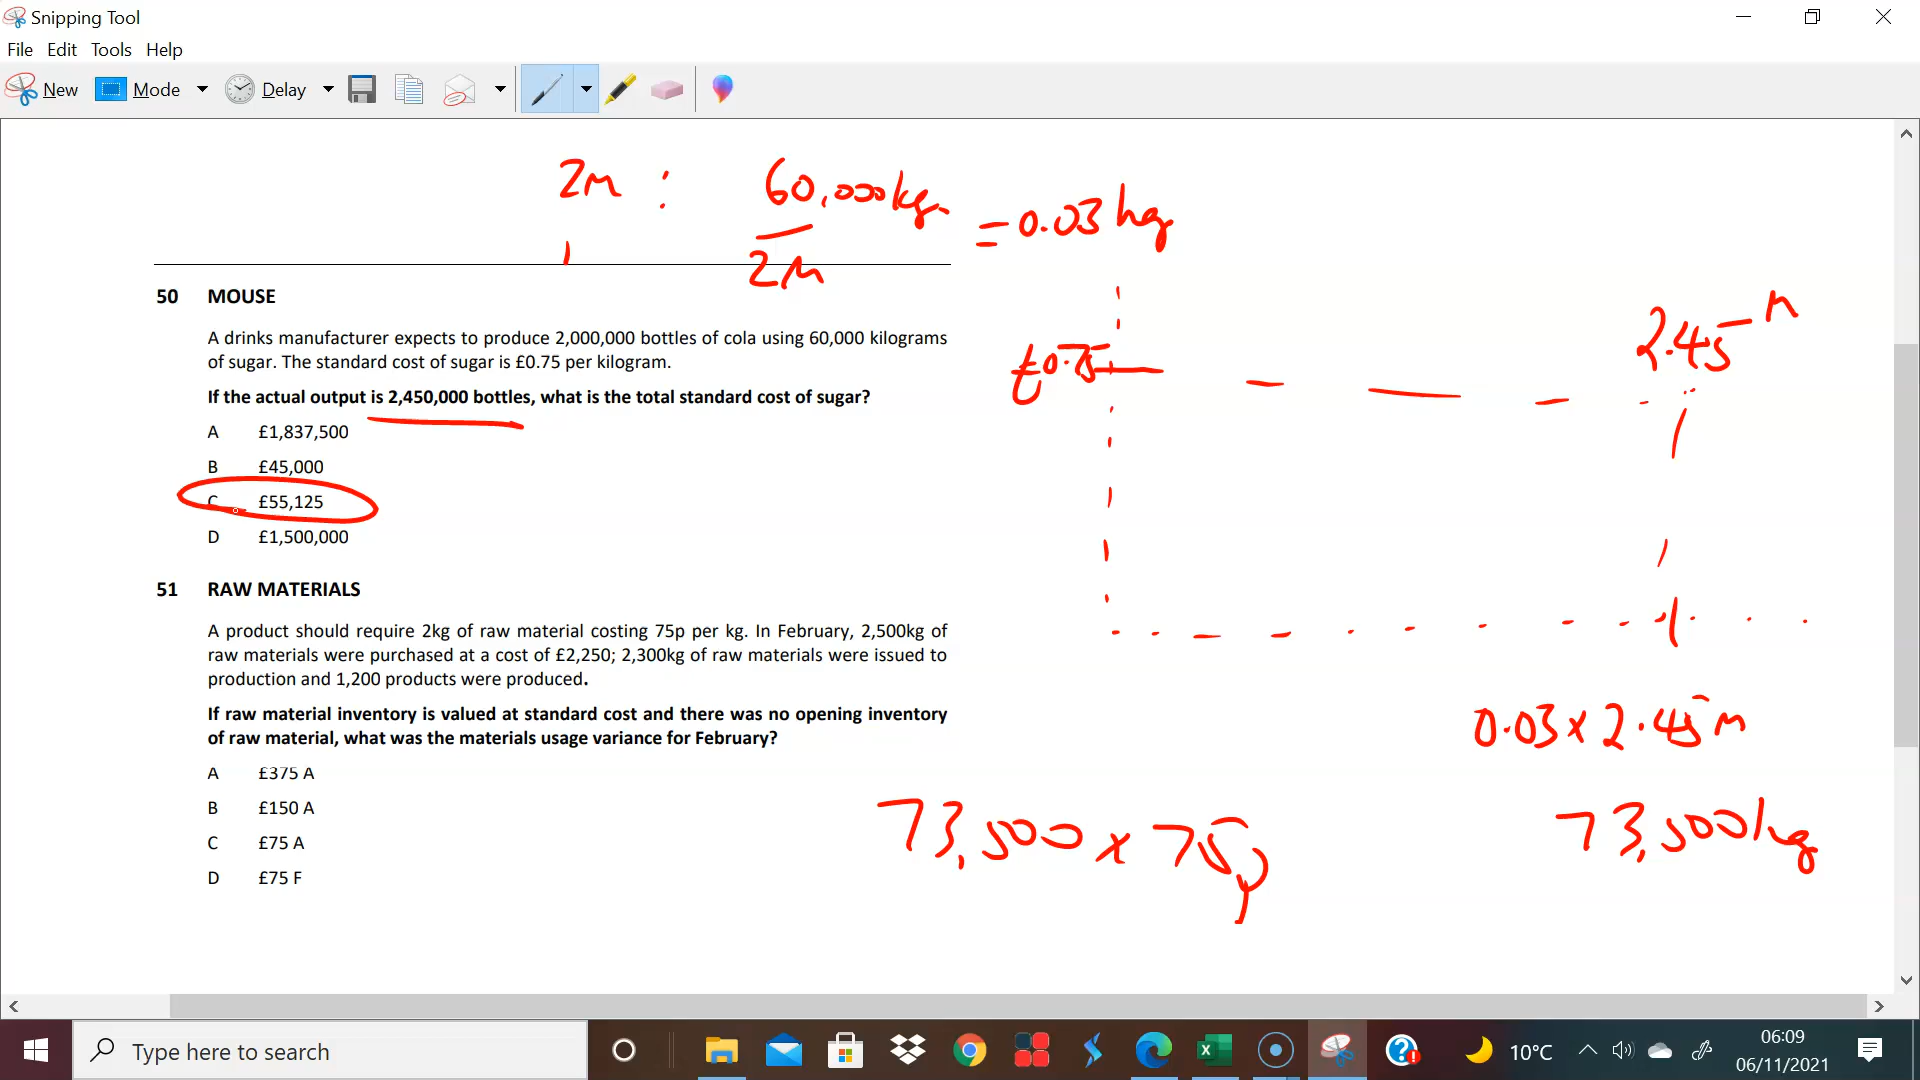 Snipping Tool
File Edit Tools Help
New Mode Delay
2M : 60,000kg = 0.03 kg
1 2M
50 MOUSE
A drinks manufacturer expects to produce 2,000,000 bottles of cola using 60,000 kilograms
of sugar. The standard cost of sugar is £0.75 per kilogram.
If the actual output is 2,450,000 bottles, what is the total standard cost of sugar?
A £1,837,500
B £45,000
C £55,125
D £1,500,000
£0.75
2.45 M
51 RAW MATERIALS
A product should require 2kg of raw material costing 75p per kg. In February, 2,500kg of
raw materials were purchased at a cost of £2,250; 2,300kg of raw materials were issued to
production and 1,200 products were produced.
If raw material inventory is valued at standard cost and there was no opening inventory
of raw material, what was the materials usage variance for February?
A £375 A
B £150 A
C £75 A
D £75 F
0.03 x 2.45 m
73,500 x 75p
73,500kg
Type here to search
10°C
06:09
06/11/2021